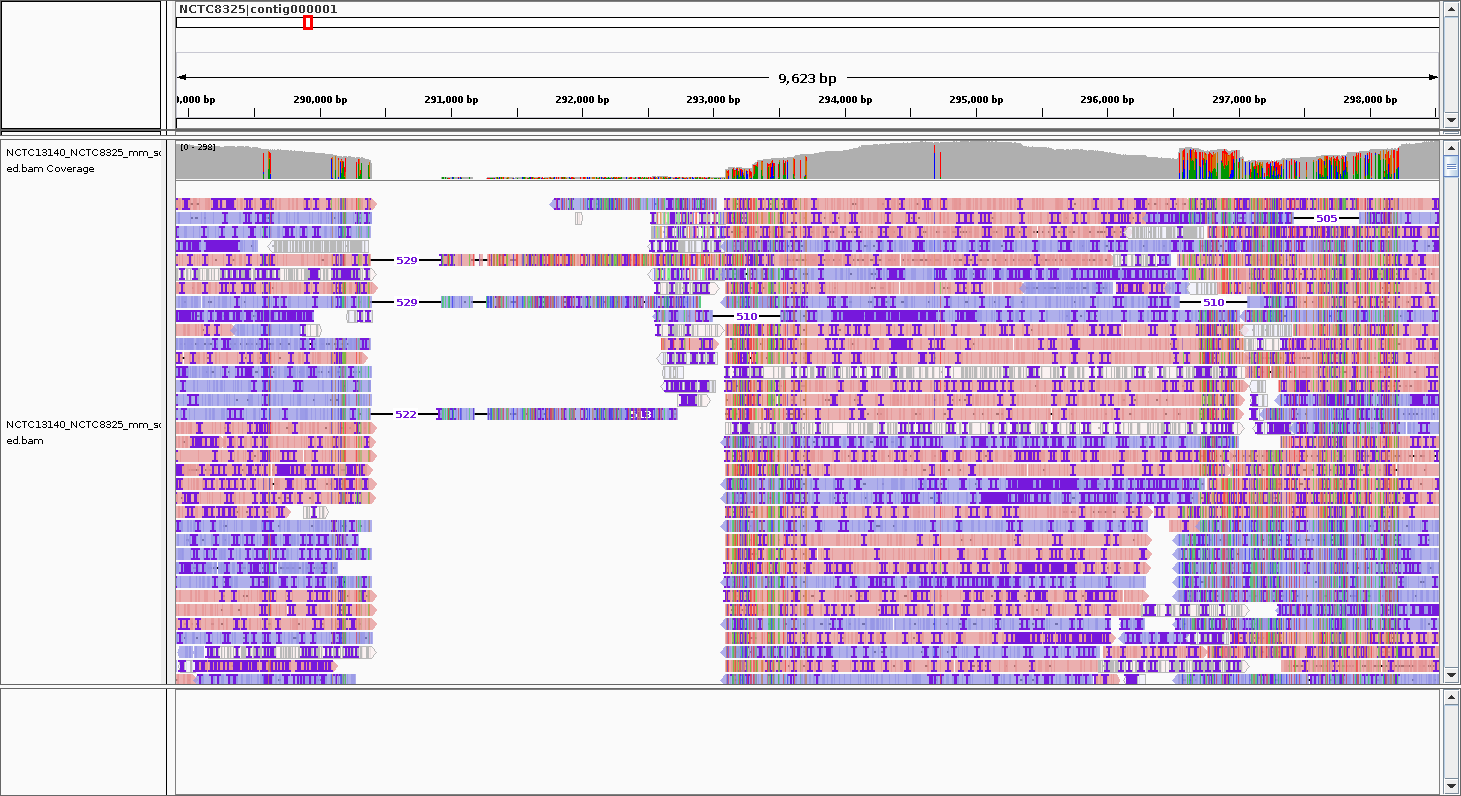 NCTC8325|contig000001
9,623 bp
,000 bp 290,000 bp 291,000 bp 292,000 bp 293,000 bp 294,000 bp 295,000 bp 296,000 bp 297,000 bp 298,000 bp
NCTC13140_NCTC8325_mm_so
ed.bam Coverage
[0 - 298]
505
529
529
510
510
522
NCTC13140_NCTC8325_mm_so
ed.bam